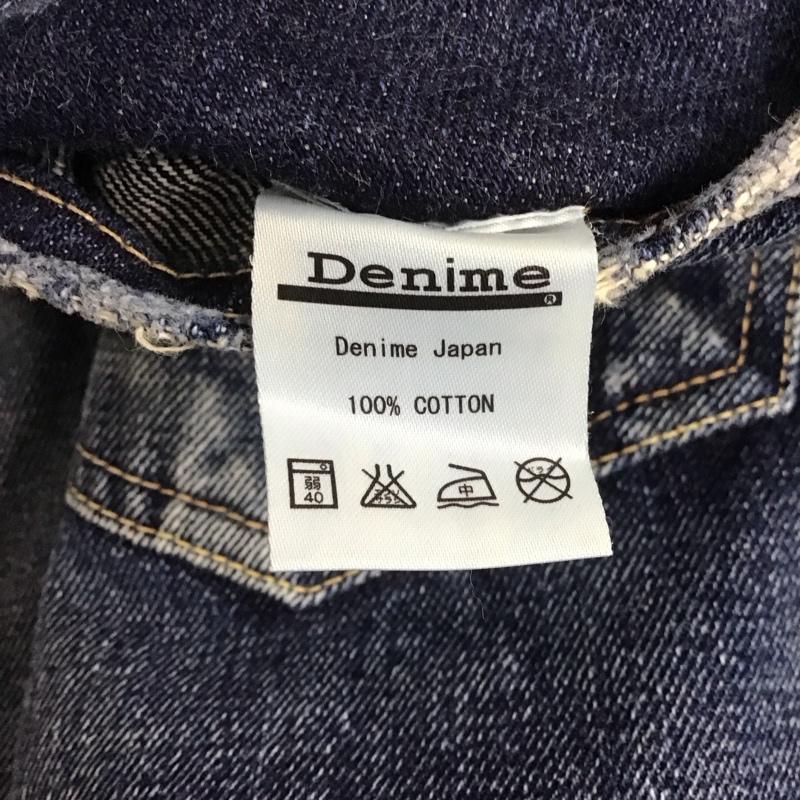 Denime®
Denime Japan
100% COTTON
弱
40
中